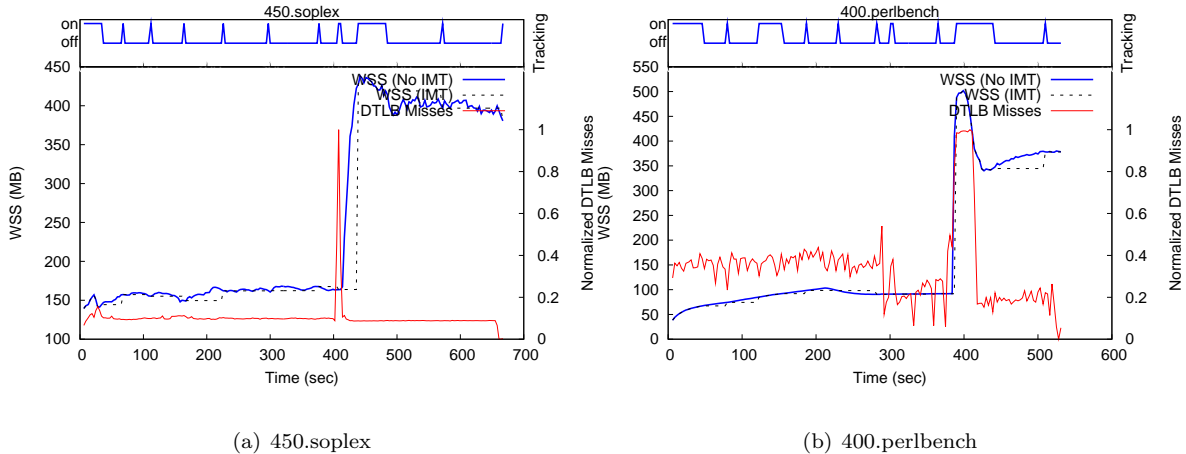 450.soplex
on
off
Tracking
450
400
350
300
250
200
150
100
WSS (MB)
WSS (No IMT)
WSS (IMT)
DTLB Misses
1
0.8
0.6
0.4
0.2
0
Normalized DTLB Misses
0 100 200 300 400 500 600 700
Time (sec)
(a) 450.soplex
400.perlbench
on
off
Tracking
550
500
450
400
350
300
250
200
150
100
50
0
WSS (MB)
WSS (No IMT)
WSS (IMT)
DTLB Misses
1
0.8
0.6
0.4
0.2
0
Normalized DTLB Misses
0 100 200 300 400 500 600
Time (sec)
(b) 400.perlbench